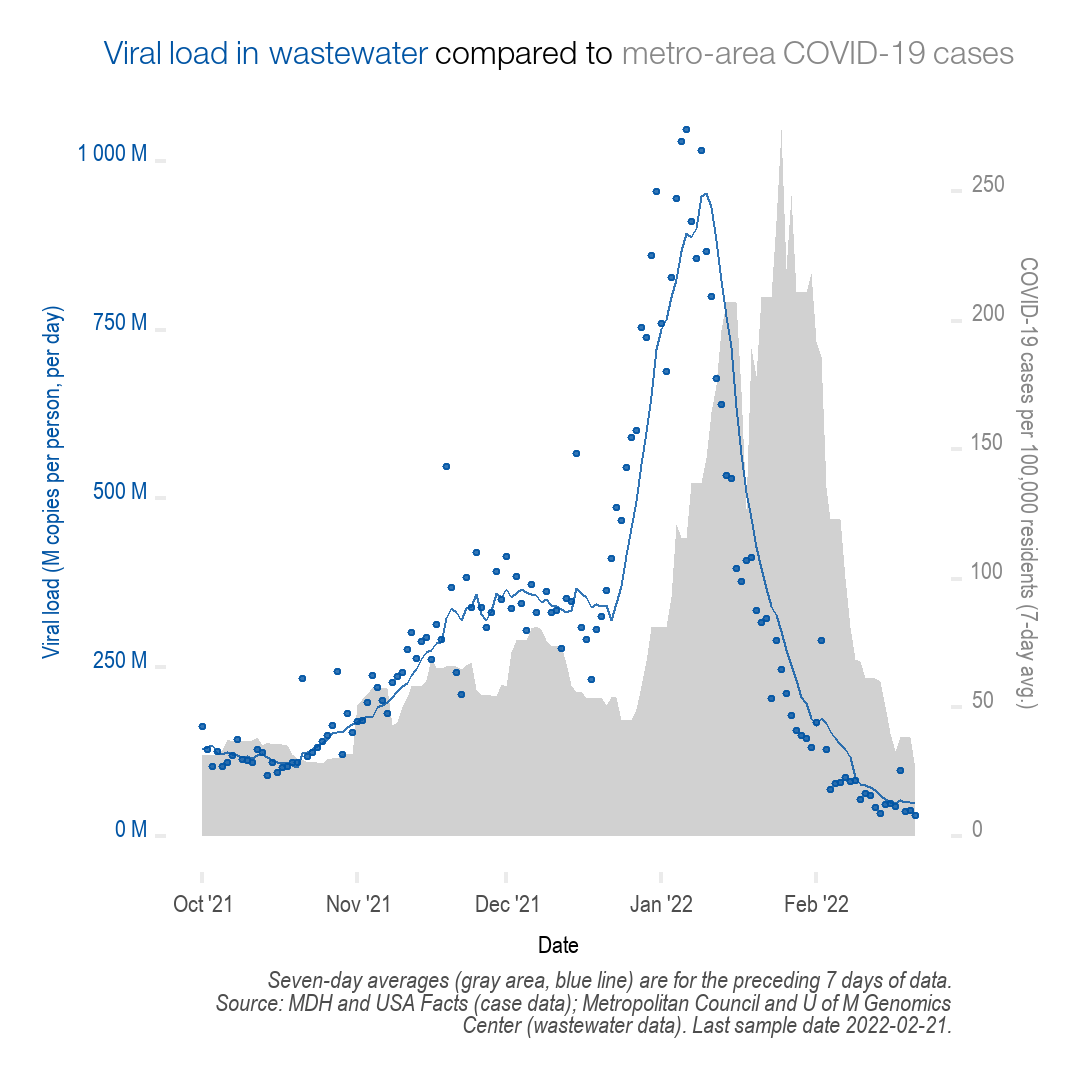 Viral load in wastewater compared to metro-area COVID-19 cases
1 000 M
750 M
500 M
250 M
0 M
Viral load (M copies per person, per day)
250
200
150
100
50
0
COVID-19 cases per 100,000 residents (7-day avg.)
Oct '21
Nov '21
Dec '21
Jan '22
Feb '22
Date
Seven-day averages (gray area, blue line) are for the preceding 7 days of data.
Source: MDH and USA Facts (case data); Metropolitan Council and U of M Genomics
Center (wastewater data). Last sample date 2022-02-21.